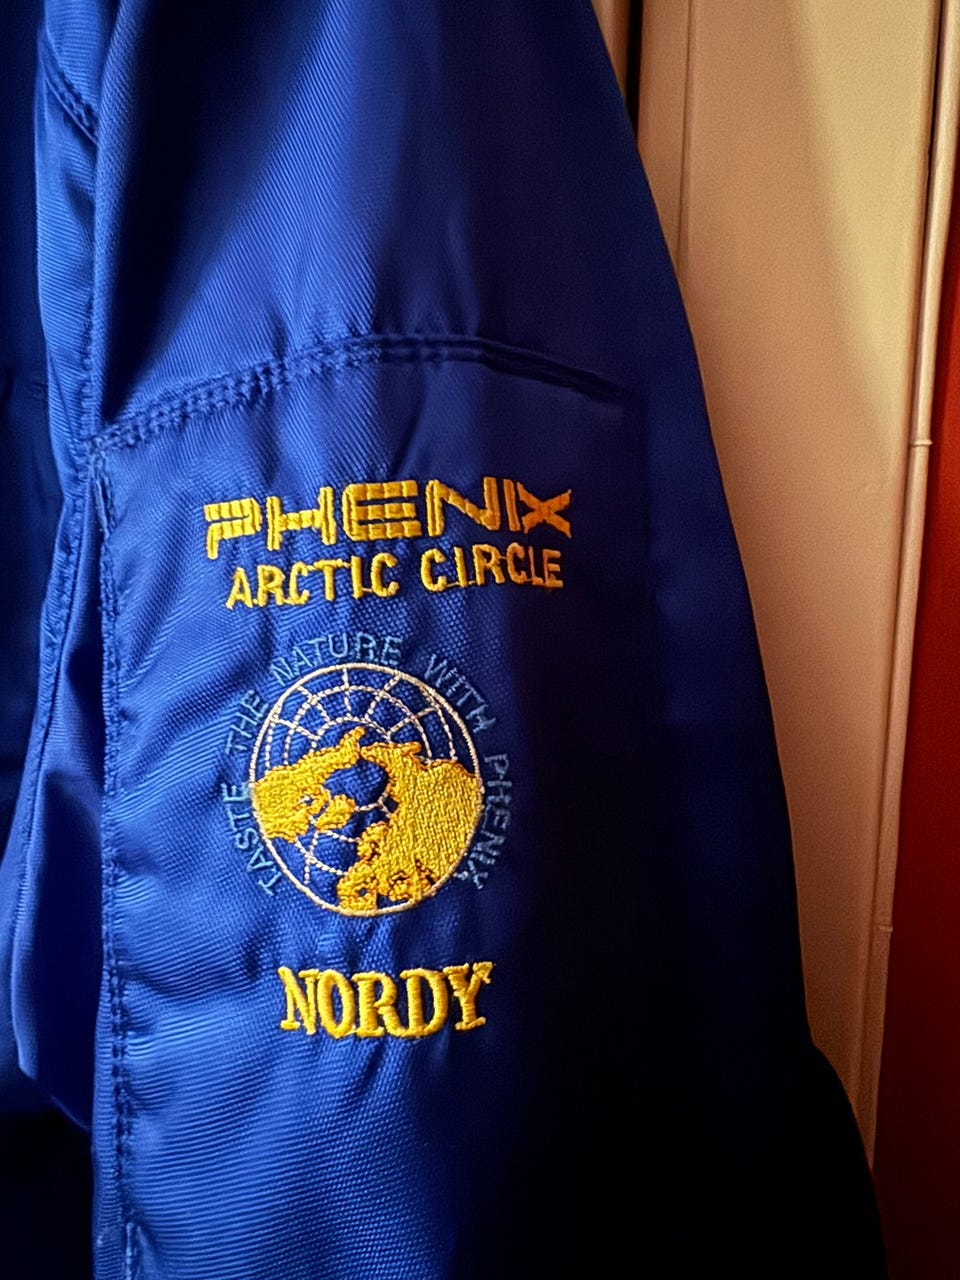 PHENIX
ARCTIC CIRCLE
TASTE THE NATURE WITH PHENIX
NORDY